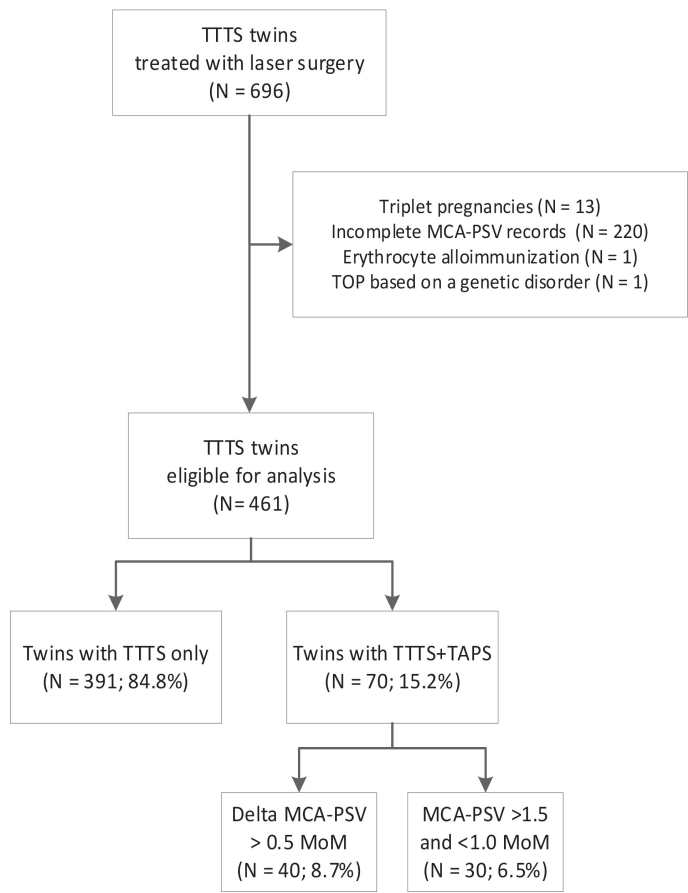 TTTS twins
treated with laser surgery
(N = 696)
Triplet pregnancies (N = 13)
Incomplete MCA-PSV records (N = 220)
Erythrocyte alloimmunization (N = 1)
TOP based on a genetic disorder (N = 1)
TTTS twins
eligible for analysis
(N= 461)
Twins with TTTS only
(N = 391; 84.8%)
Twins with TTTS+TAPS
(N = 70; 15.2%)
Delta MCA-PSV
> 0.5 MoM
(N = 40; 8.7%)
MCA-PSV >1.5
and <1.0 MoM
(N = 30; 6.5%)